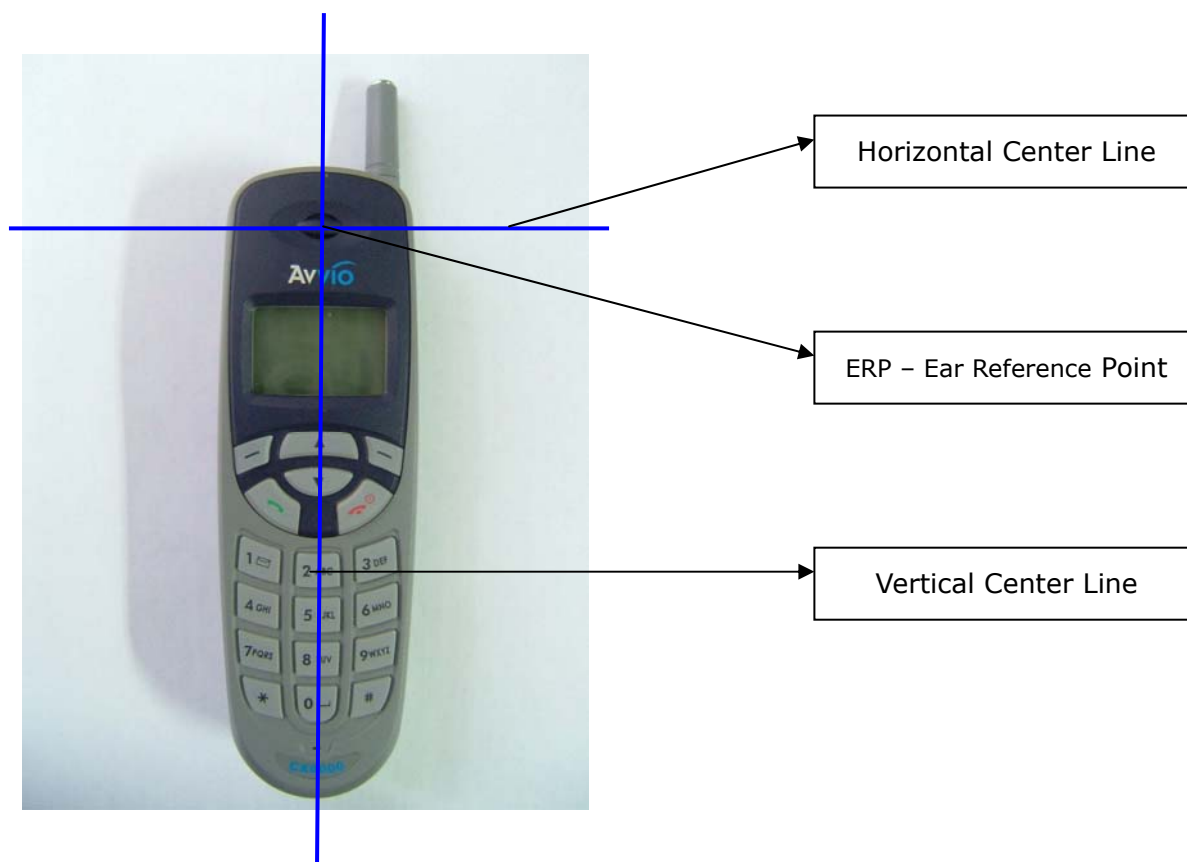 Horizontal Center Line
Avvio
ERP – Ear Reference Point
1
2
3 DEF
Vertical Center Line
4 GHI
5 JKL
6 MNO
7 PQRS
8
9 WXYZ
*
0
#